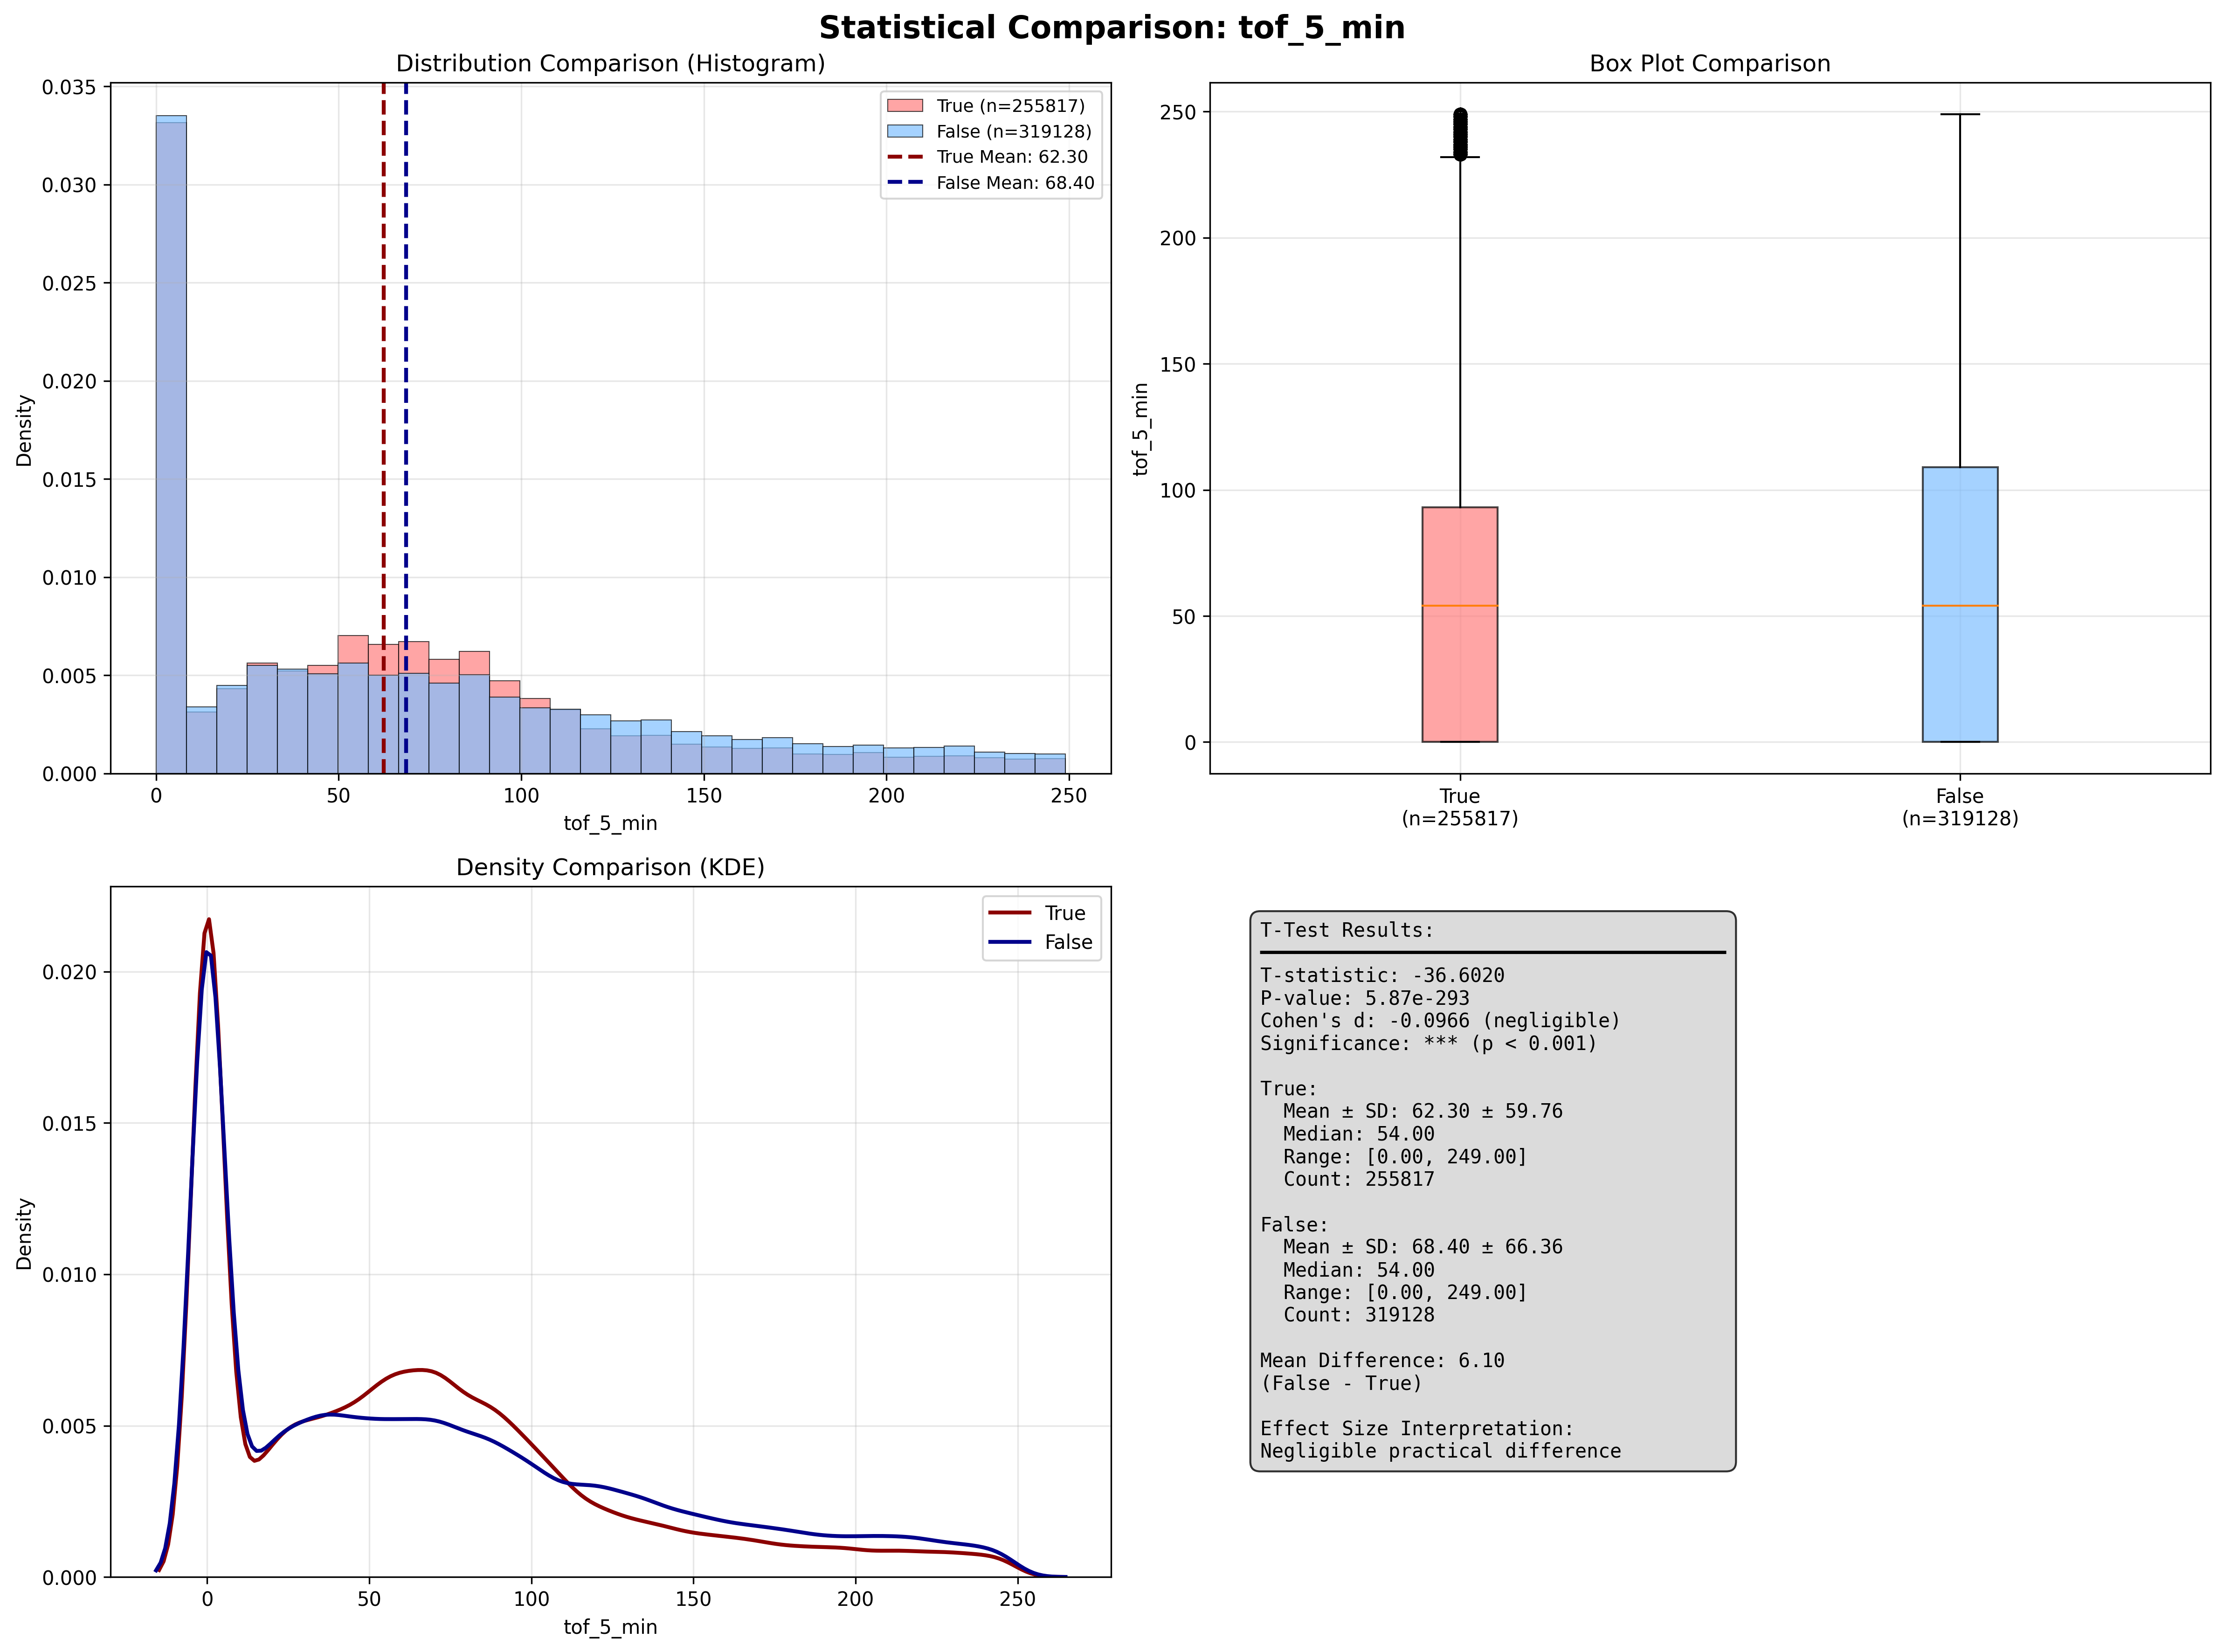 Statistical Comparison: tof_5_min
Distribution Comparison (Histogram)
Density
0.035
0.030
0.025
0.020
0.015
0.010
0.005
0.000
0
50
100
150
200
250
tof_5_min
True (n=255817)
False (n=319128)
True Mean: 62.30
False Mean: 68.40
Box Plot Comparison
tof_5_min
250
200
150
100
50
0
True
(n=255817)
False
(n=319128)
Density Comparison (KDE)
Density
0.020
0.015
0.010
0.005
0.000
0
50
100
150
200
250
tof_5_min
True
False
T-Test Results:
T-statistic: -36.6020
P-value: 5.87e-293
Cohen's d: -0.0966 (negligible)
Significance: *** (p < 0.001)
True:
Mean ± SD: 62.30 ± 59.76
Median: 54.00
Range: [0.00, 249.00]
Count: 255817
False:
Mean ± SD: 68.40 ± 66.36
Median: 54.00
Range: [0.00, 249.00]
Count: 319128
Mean Difference: 6.10
(False - True)
Effect Size Interpretation:
Negligible practical difference